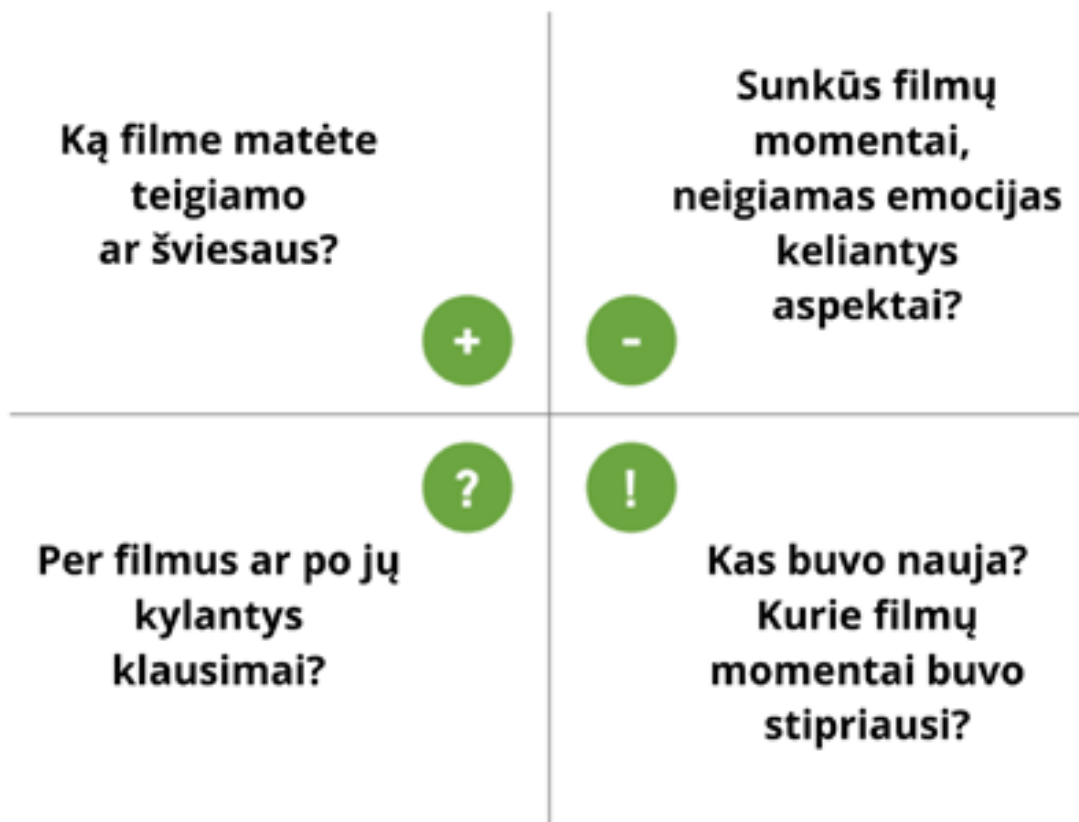 Ką filme matėte
teigiamo
ar šviesaus?
+
Sunkūs filmų
momentai,
neigiamas emocijas
keliantys
aspektai?
-
?
Per filmus ar po jų
kylantys
klausimai?
!
Kas buvo nauja?
Kurie filmų
momentai buvo
stipriausi?